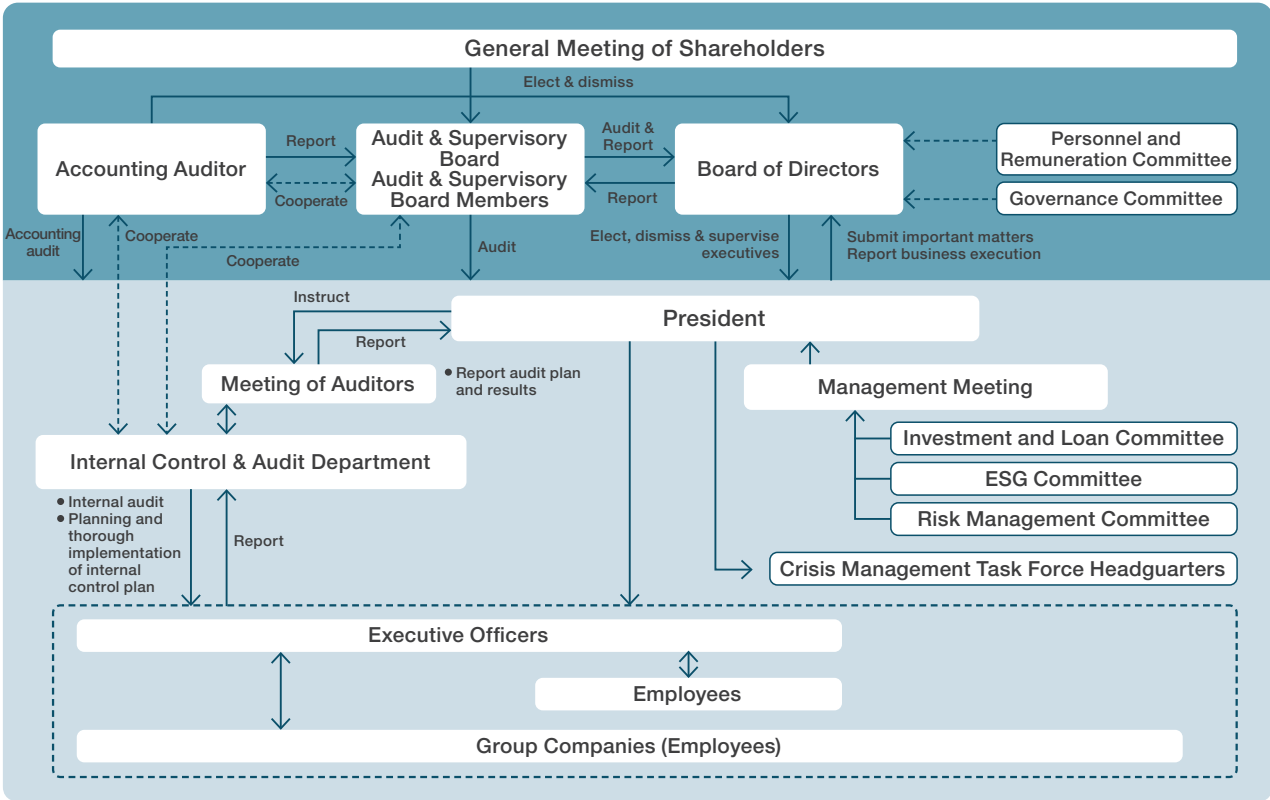 General Meeting of Shareholders
Elect & dismiss
Accounting Auditor
Report
Cooperate
Audit & Supervisory
Board
Audit & Supervisory
Board Members
Audit &
Report
Report
Board of Directors
Personnel and
Remuneration Committee
Governance Committee
Accounting
audit
Cooperate
Cooperate
Audit
Elect, dismiss & supervise
executives
Submit important matters
Report business execution
Instruct
President
Report
Meeting of Auditors
● Report audit plan
and results
Management Meeting
Investment and Loan Committee
ESG Committee
Risk Management Committee
Internal Control & Audit Department
● Internal audit
● Planning and
thorough
implementation
of internal
control plan
Report
Crisis Management Task Force Headquarters
Executive Officers
Employees
Group Companies (Employees)